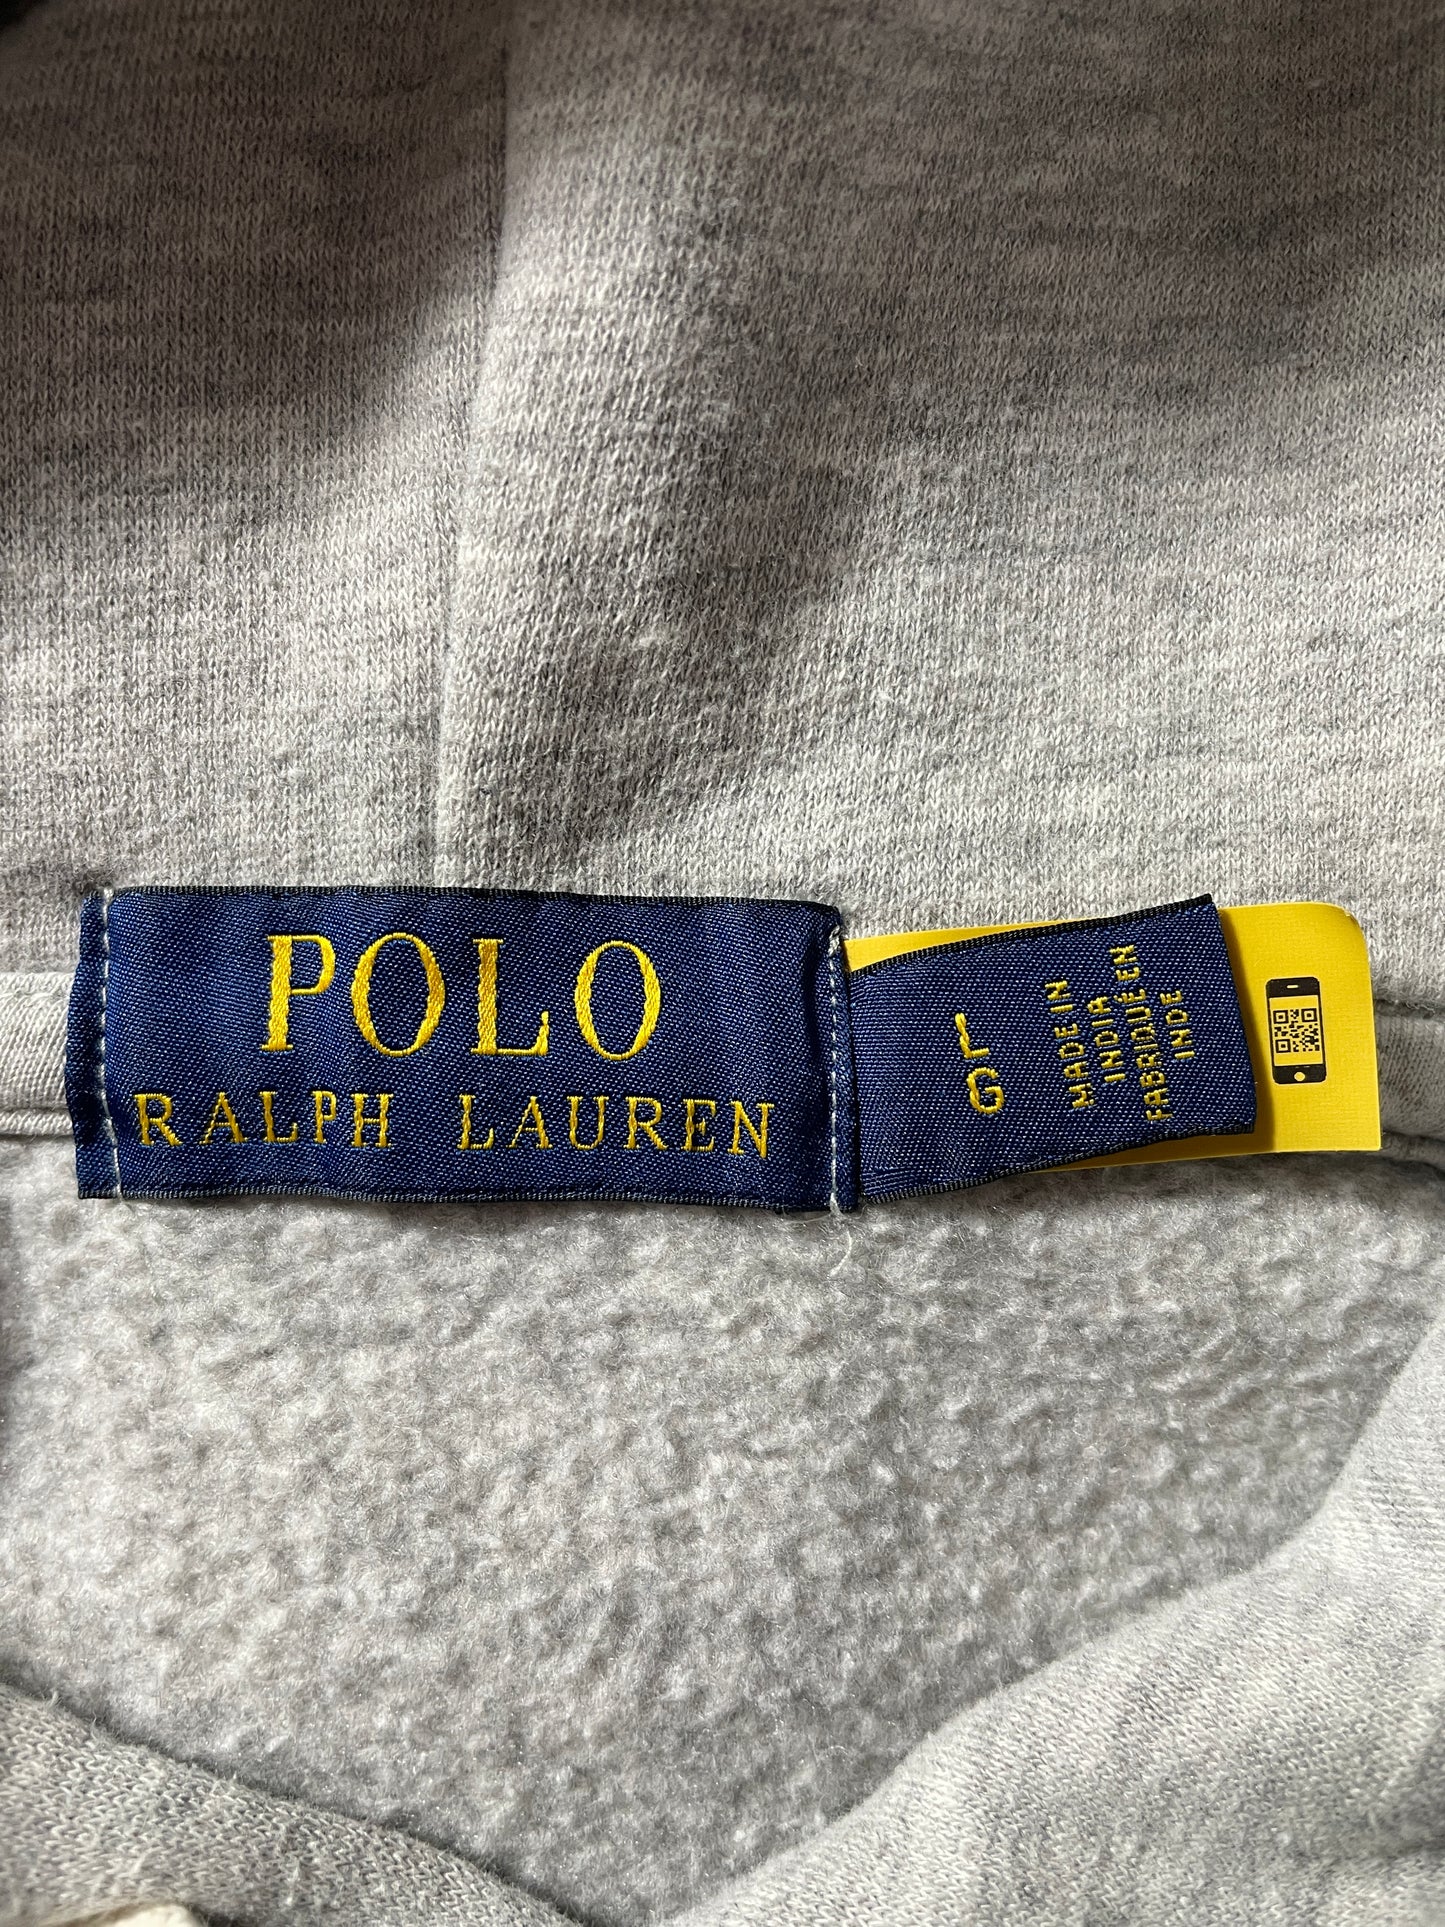 POLO
RALPH LAUREN
L
G
MADE IN
INDIA
FABRIQUÉ EN
INDE